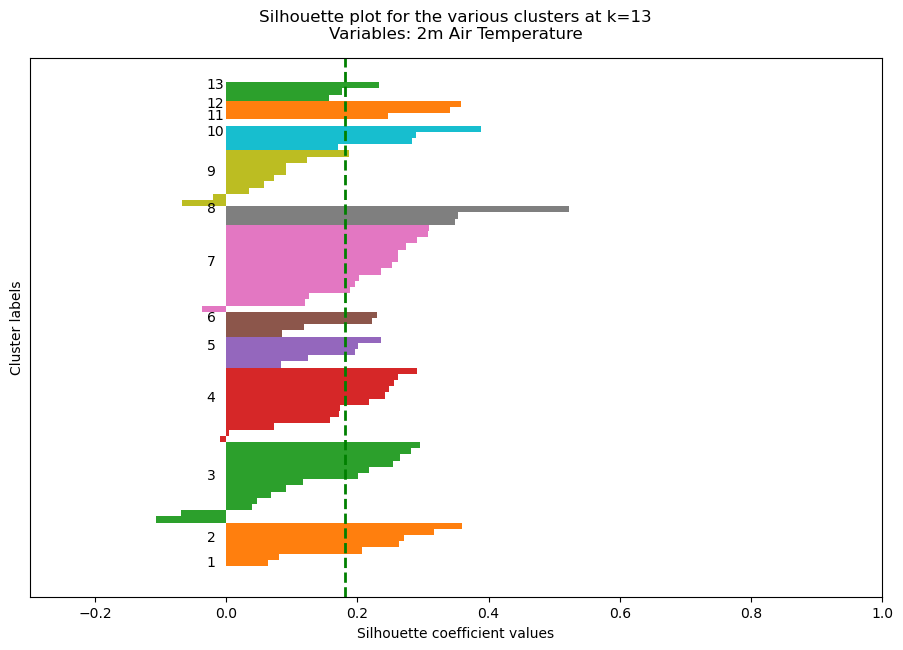 Silhouette plot for the various clusters at k=13
Variables: 2m Air Temperature
13
12
11
10
9
8
7
6
5
4
3
2
1
Cluster labels
−0.2 0.0 0.2 0.4 0.6 0.8 1.0
Silhouette coefficient values